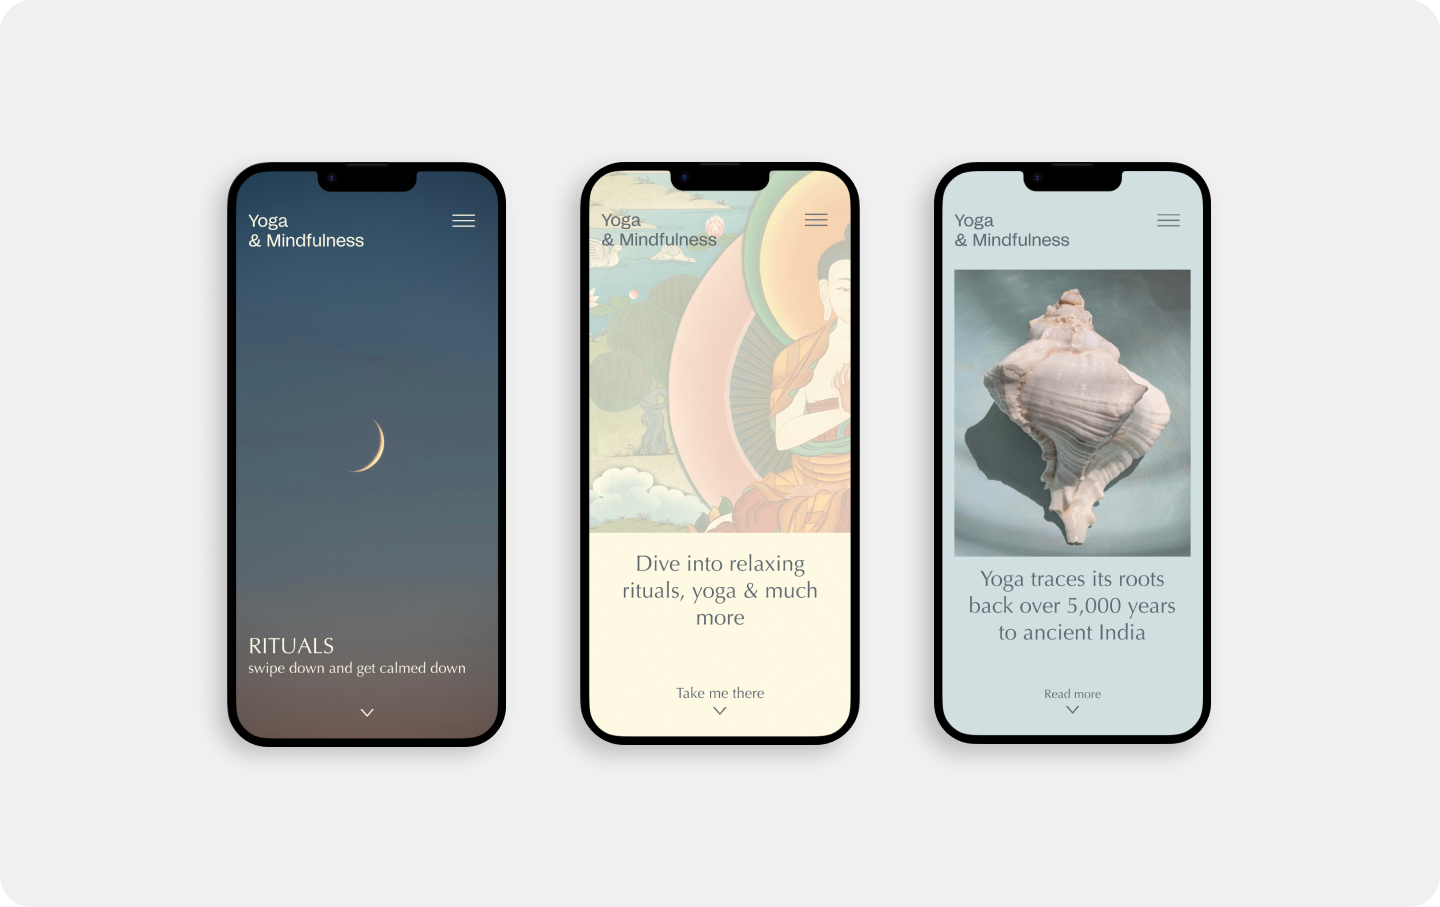 Yoga
& Mindfulness
RITUALS
swipe down and get calmed down
Yoga
& Mindfulness
Dive into relaxing
rituals, yoga & much
more
Take me there
Yoga
& Mindfulness
Yoga traces its roots
back over 5,000 years
to ancient India
Read more